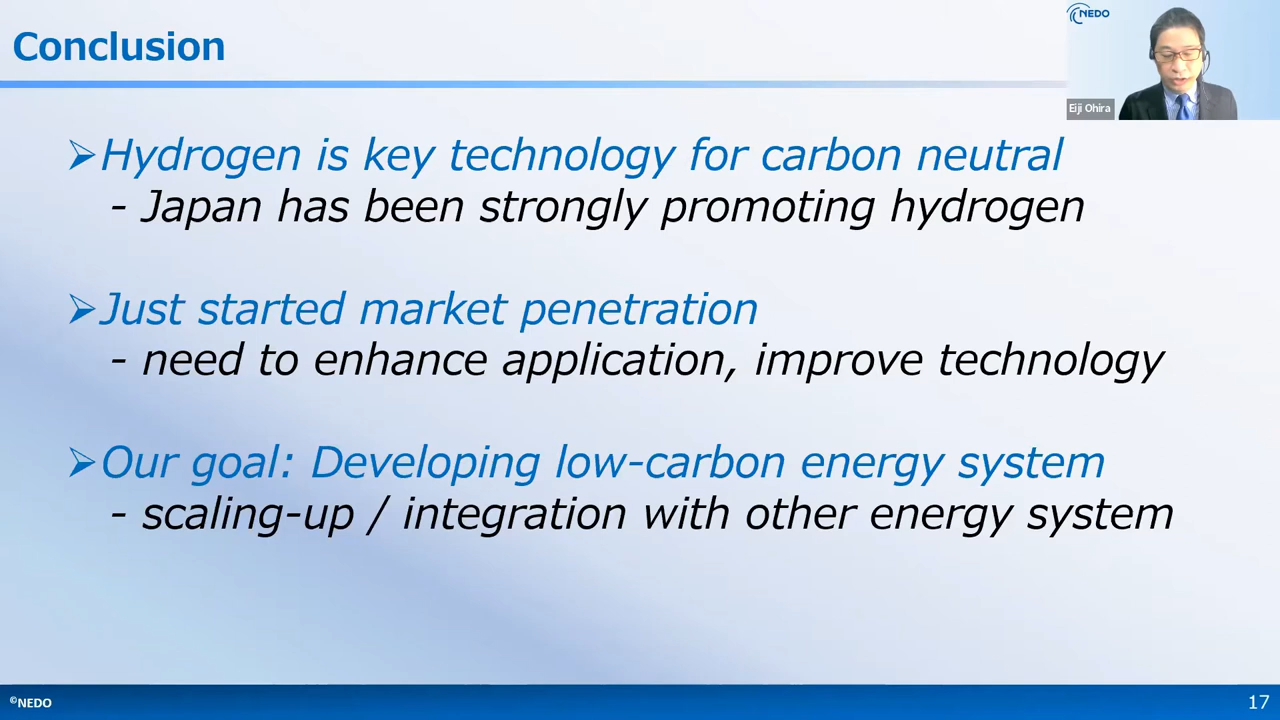 Conclusion
NEDO
Eiji Ohira
➢Hydrogen is key technology for carbon neutral
- Japan has been strongly promoting hydrogen
➢Just started market penetration
- need to enhance application, improve technology
➢Our goal: Developing low-carbon energy system
- scaling-up / integration with other energy system
©NEDO
17